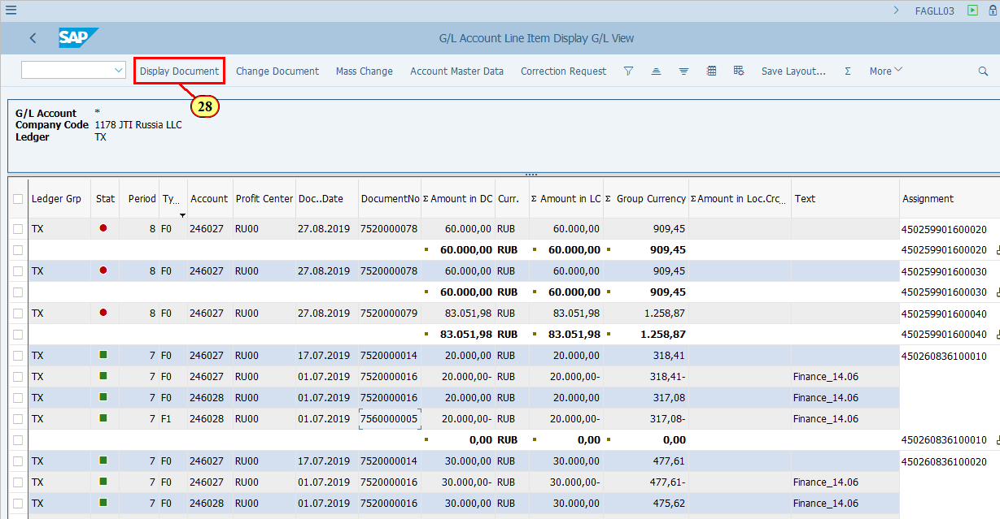 FAGLL03
SAP G/L Account Line Item Display G/L View
Display Document Change Document Mass Change Account Master Data Correction Request Save Layout... Σ More
28
G/L Account *
Company Code 1178 JTI Russia LLC
Ledger TX
Ledger Grp Stat Period Ty... Account Profit Center Doc..Date DocumentNo Σ Amount in DC Curr. Σ Amount in LC Σ Group Currency Σ Amount in Loc.Crc... Text Assignment
TX 8 F0 246027 RU00 27.08.2019 7520000078 60.000,00 RUB 60.000,00 909,45 450259901600020
60.000,00 RUB 60.000,00 909,45 450259901600020
TX 8 F0 246027 RU00 27.08.2019 7520000078 60.000,00 RUB 60.000,00 909,45 450259901600030
60.000,00 RUB 60.000,00 909,45 450259901600030
TX 8 F0 246027 RU00 27.08.2019 7520000079 83.051,98 RUB 83.051,98 1.258,87 450259901600040
83.051,98 RUB 83.051,98 1.258,87 450259901600040
TX 7 F0 246027 RU00 17.07.2019 7520000014 20.000,00 RUB 20.000,00 318,41 450260836100010
TX 7 F0 246027 RU00 01.07.2019 7520000016 20.000,00- RUB 20.000,00- 318,41- Finance_14.06
TX 7 F0 246028 RU00 01.07.2019 7520000016 20.000,00 RUB 20.000,00 317,08 Finance_14.06
TX 7 F1 246028 RU00 01.07.2019 7560000005 20.000,00- RUB 20.000,00- 317,08- Finance_14.06
0,00 RUB 0,00 0,00 450260836100010
TX 7 F0 246027 RU00 17.07.2019 7520000014 30.000,00 RUB 30.000,00 477,61 450260836100020
TX 7 F0 246027 RU00 01.07.2019 7520000016 30.000,00- RUB 30.000,00- 477,61- Finance_14.06
TX 7 F0 246028 RU00 01.07.2019 7520000016 30.000,00 RUB 30.000,00 475,62 Finance_14.06